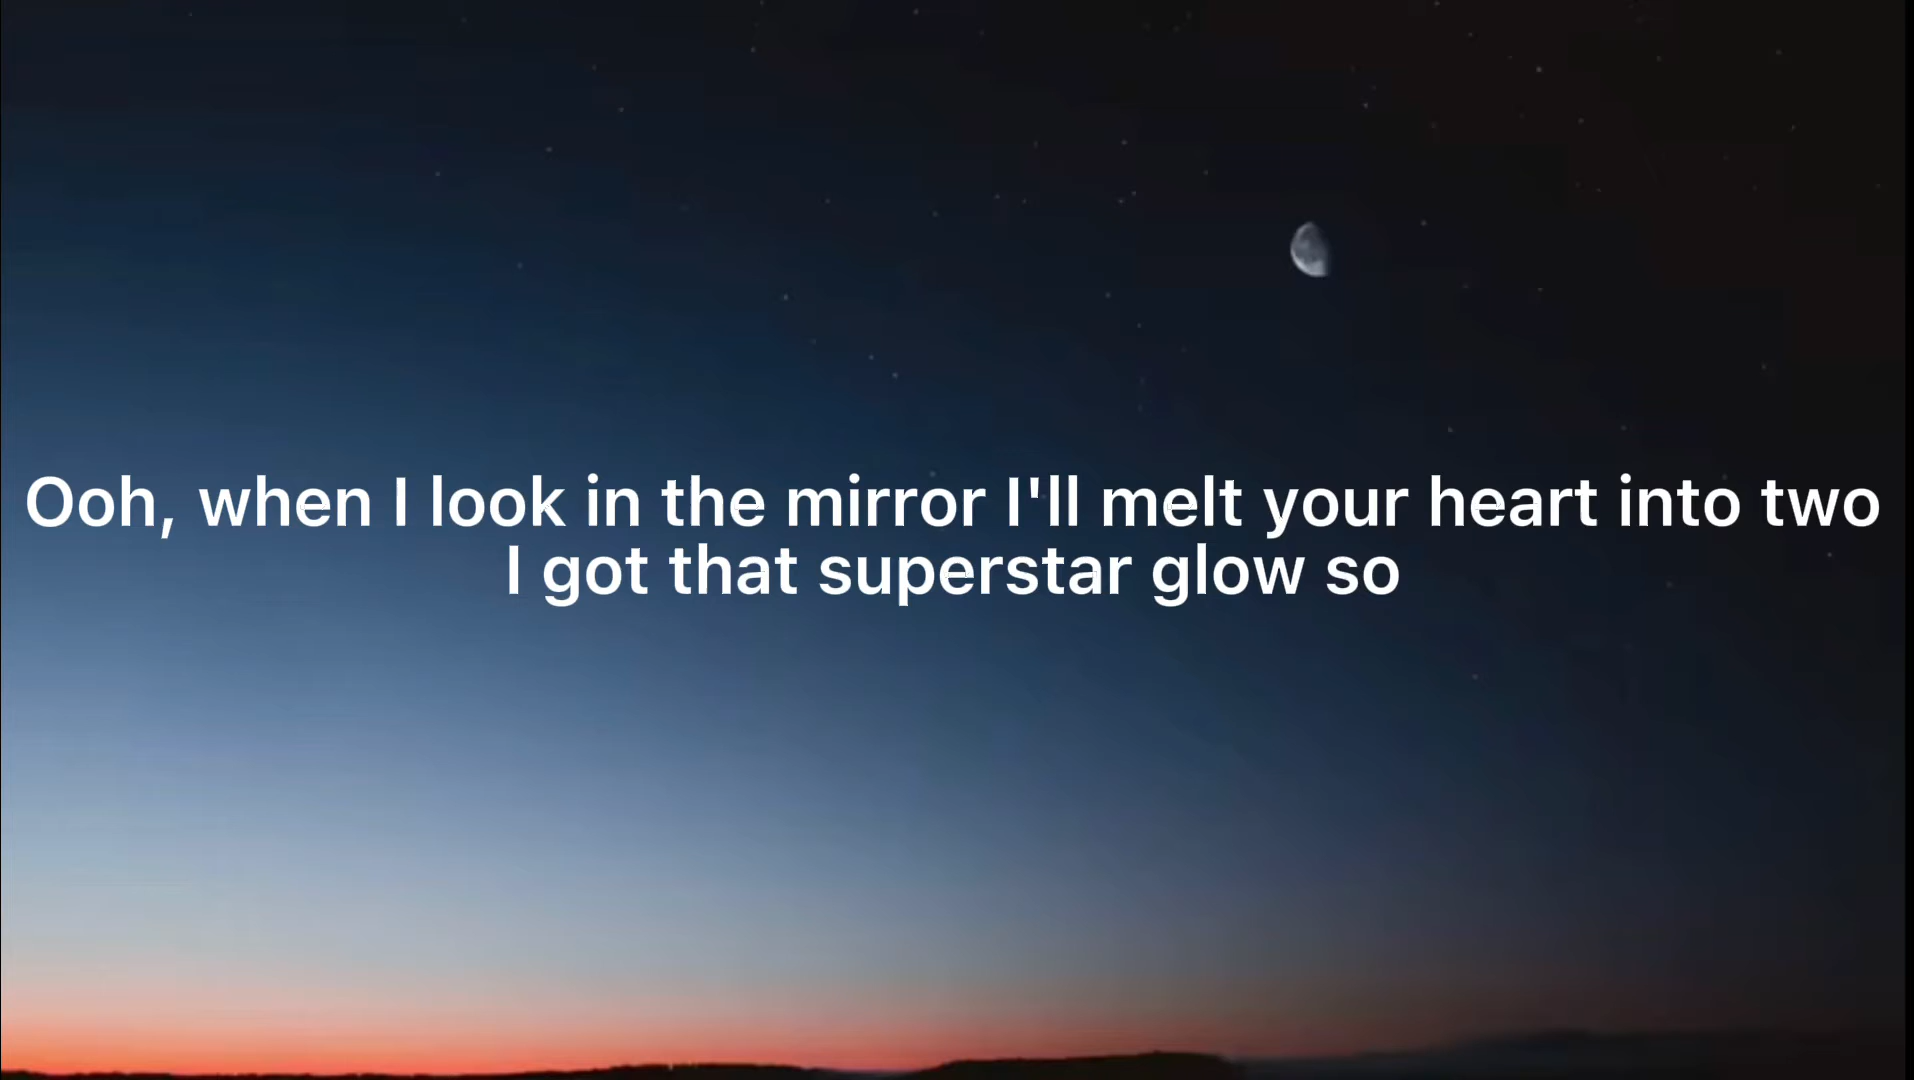 Ooh, when I look in the mirror I'll melt your heart into two
I got that superstar glow so